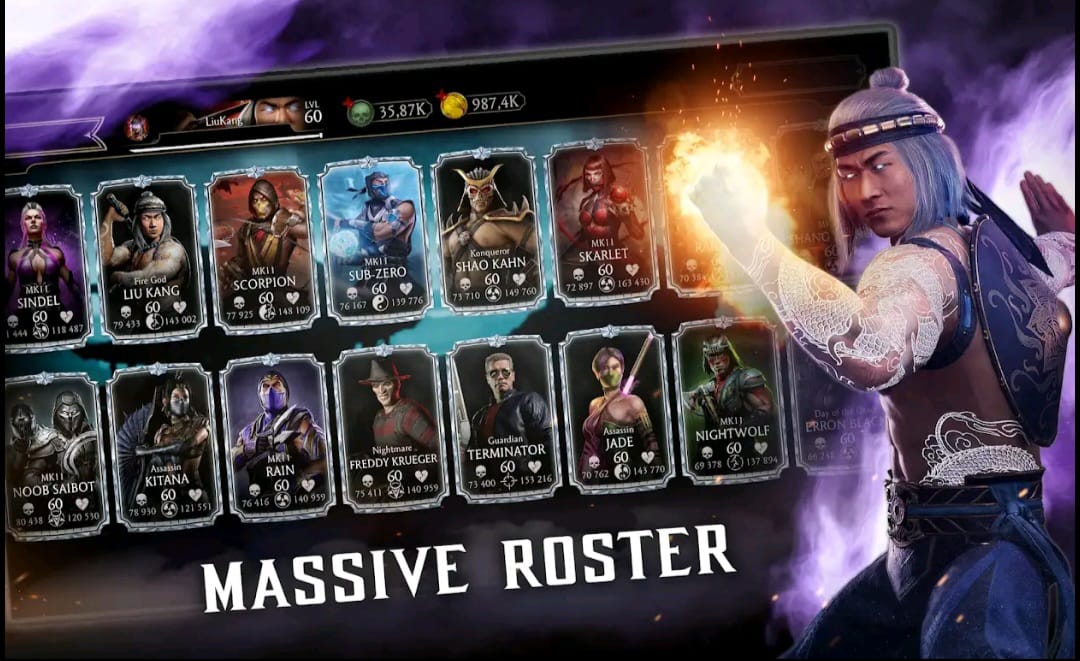 LiuKang
LVL
60
35,87K
987,4K
MK11
SINDEL
60
118 487
Fire God
LIU KANG
60
79 433 143 002
MK11
SCORPION
60
77 925 148 109
MK11
SUB-ZERO
60
76 167 139 776
Konqueror
SHAO KAHN
60
73 710 149 760
MK11
SKARLET
60
72 897 163 430
MK11
NOOB SAIBOT
60
80 438 120 530
Assassin
KITANA
60
78 930 121 551
MK11
RAIN
60
76 416 140 959
Nightmare
FREDDY KRUEGER
60
75 411 140 959
Guardian
TERMINATOR
60
73 400 153 216
Assassin
JADE
60
70 762 143 770
MK11
NIGHTWOLF
60
69 378 137 894
Day of the
ERRON BLACK
60
MASSIVE ROSTER